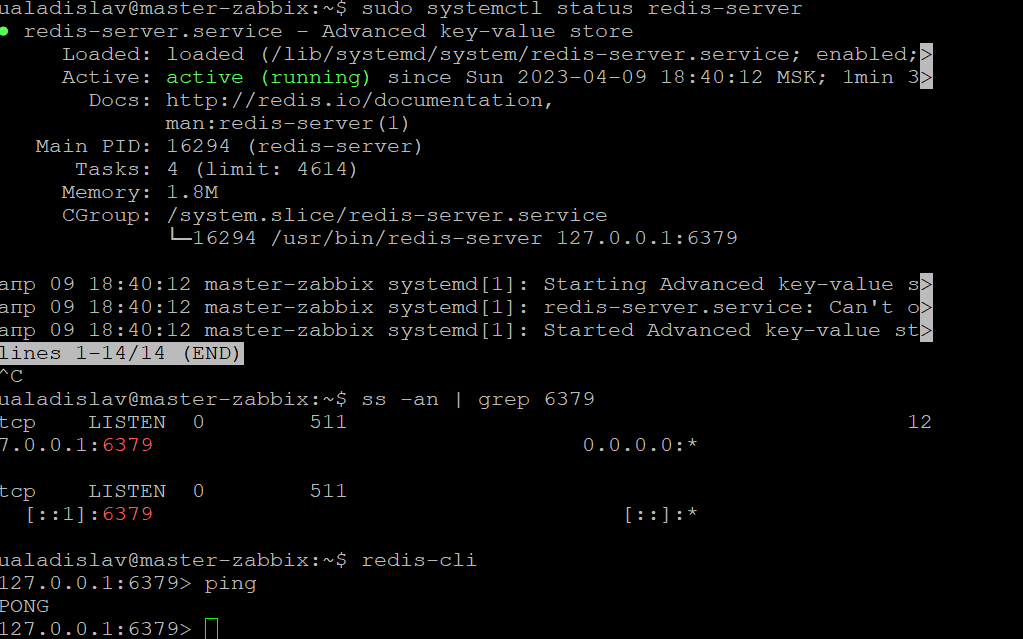 ualadislav@master-zabbix:~$ sudo systemctl status redis-server
● redis-server.service - Advanced key-value store
Loaded: loaded (/lib/systemd/system/redis-server.service; enabled;>
Active: active (running) since Sun 2023-04-09 18:40:12 MSK; 1min 3>
Docs: http://redis.io/documentation,
man:redis-server(1)
Main PID: 16294 (redis-server)
Tasks: 4 (limit: 4614)
Memory: 1.8M
CGroup: /system.slice/redis-server.service
└─16294 /usr/bin/redis-server 127.0.0.1:6379
апр 09 18:40:12 master-zabbix systemd[1]: Starting Advanced key-value s>
апр 09 18:40:12 master-zabbix systemd[1]: redis-server.service: Can't o>
апр 09 18:40:12 master-zabbix systemd[1]: Started Advanced key-value st>
lines 1-14/14 (END)
^C
ualadislav@master-zabbix:~$ ss -an | grep 6379
tcp LISTEN 0 511 12
7.0.0.1:6379 0.0.0.0:*
tcp LISTEN 0 511
[::1]:6379 [::]:*
ualadislav@master-zabbix:~$ redis-cli
127.0.0.1:6379> ping
PONG
127.0.0.1:6379>